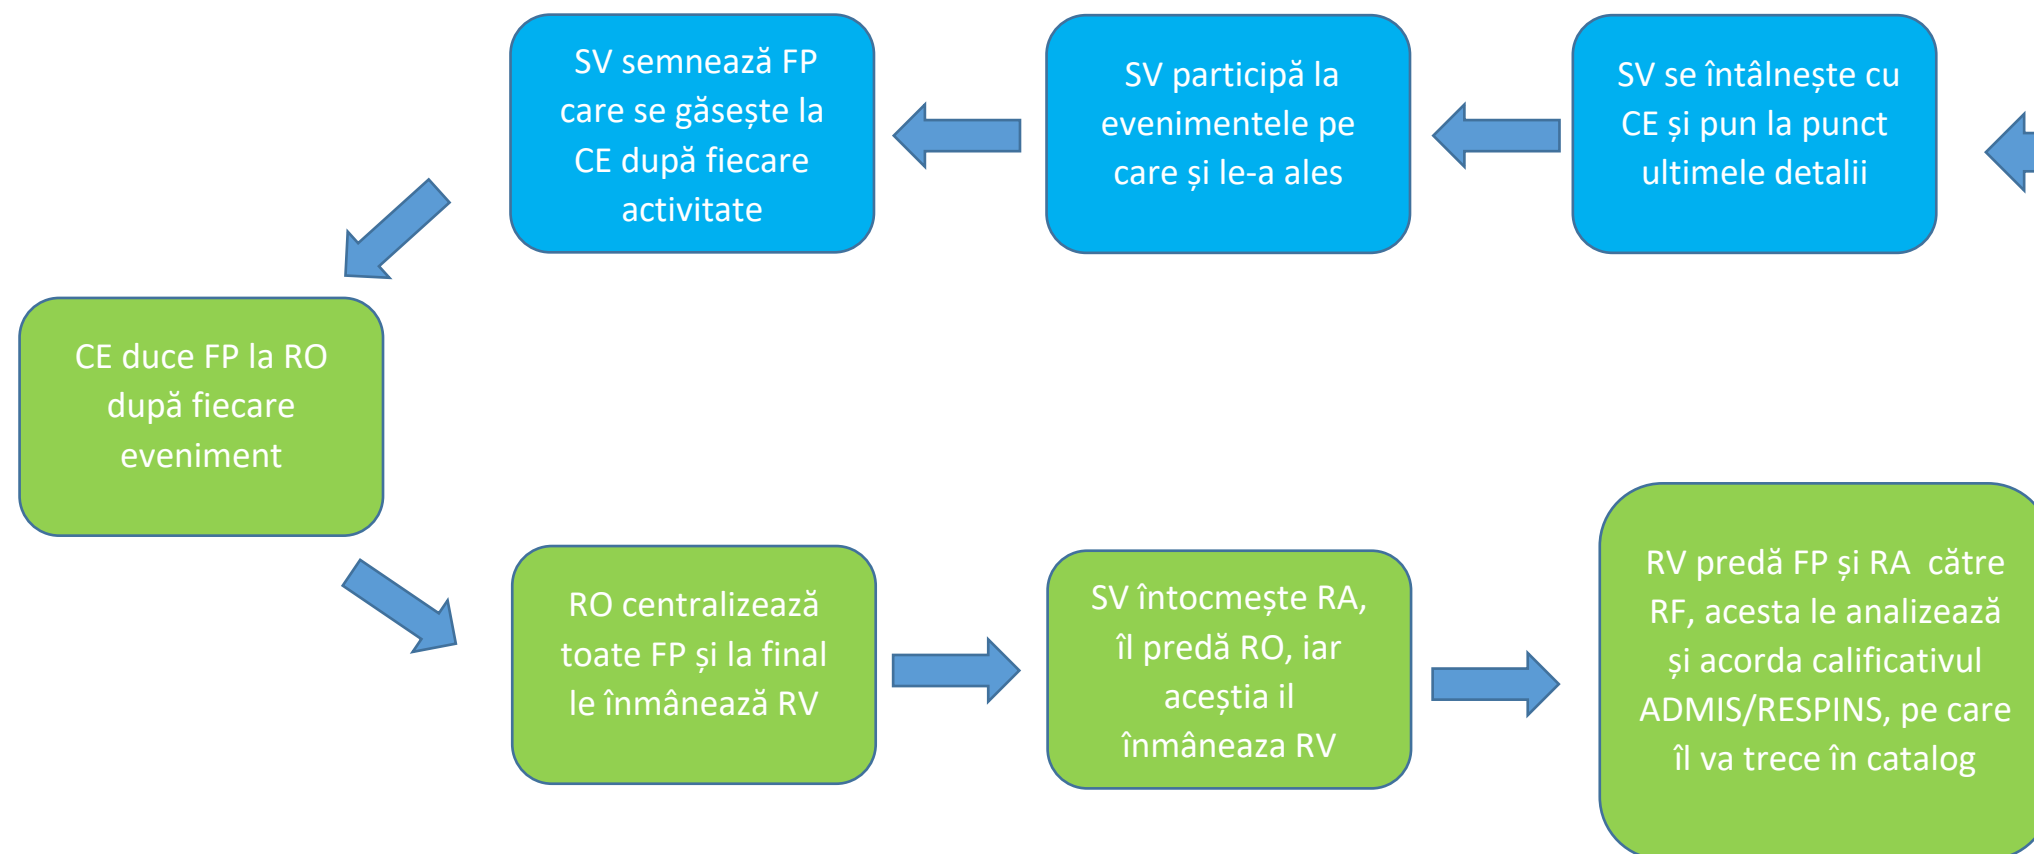 SV semnează FP
care se găsește la
CE după fiecare
activitate
SV participă la
evenimentele pe
care și le-a ales
SV se întâlnește cu
CE și pun la punct
ultimele detalii
CE duce FP la RO
după fiecare
eveniment
RO centralizează
toate FP și la final
le înmânează RV
SV întocmește RA,
îl predă RO, iar
aceștia il
înmâneaza RV
RV predă FP și RA către
RF, acesta le analizează
și acorda calificativul
ADMIS/RESPINS, pe care
îl va trece în catalog